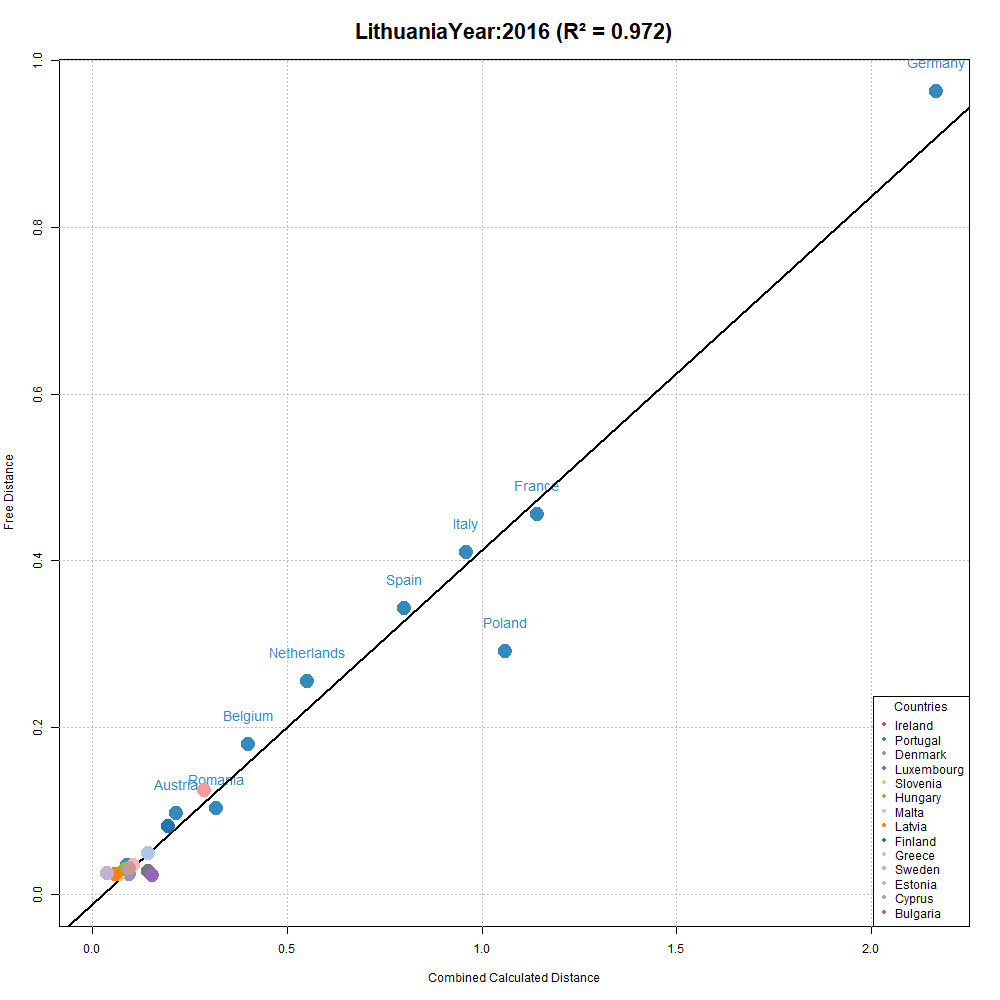 LithuaniaYear:2016 (R² = 0.972)
Germany
France
Italy
Spain
Poland
Netherlands
Belgium
Romania
Austria
1.0
0.8
0.6
0.4
0.2
0.0
Free Distance
0.0 0.5 1.0 1.5 2.0
Combined Calculated Distance
Countries
Ireland
Portugal
Denmark
Luxembourg
Slovenia
Hungary
Malta
Latvia
Finland
Greece
Sweden
Estonia
Cyprus
Bulgaria